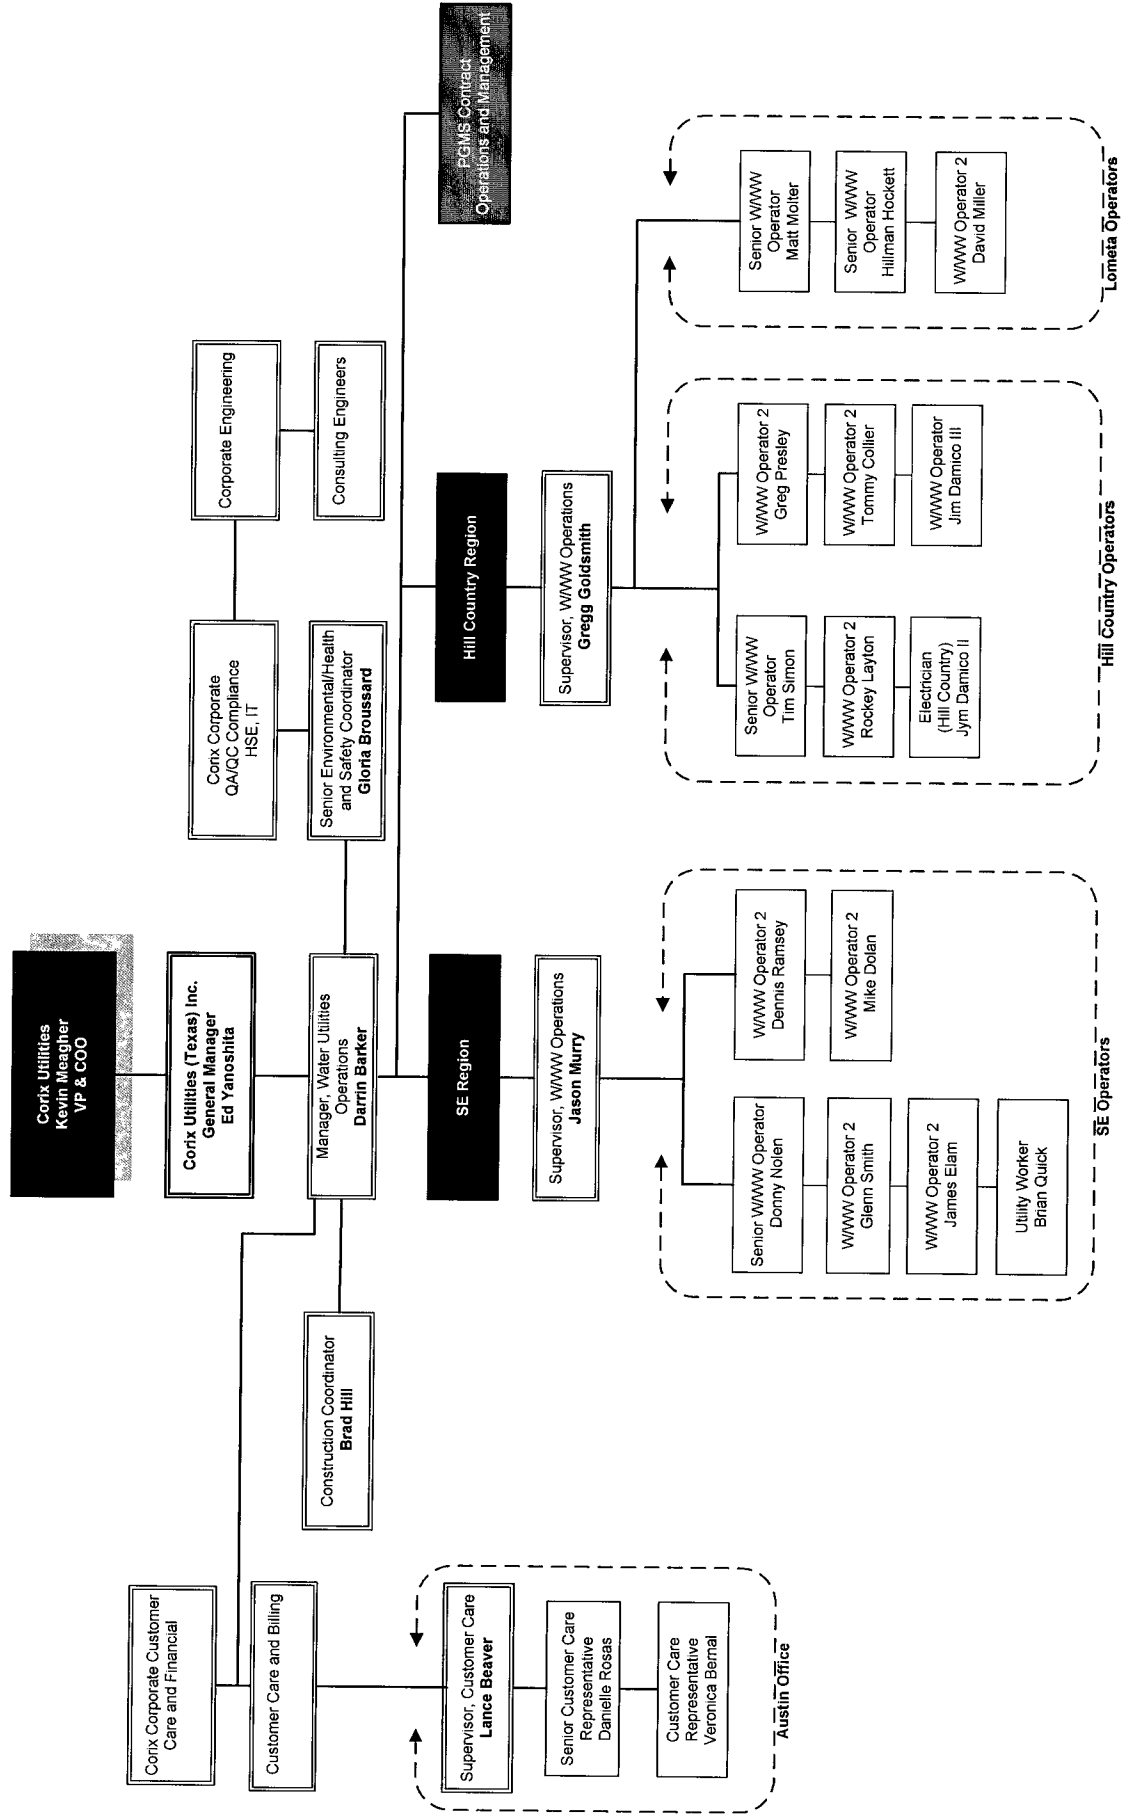 Corix Utilities
Kevin Meagher
VP & COO
Corix Utilities (Texas) Inc.
General Manager
Ed Yanoshita
Corix Corporate Customer
Care and Financial
Customer Care and Billing
Corix Corporate
QA/QC Compliance
HSE, IT
Corporate Engineering
Construction Coordinator
Brad Hill
Manager, Water Utilities
Operations
Darrin Barker
Senior Environmental/Health
and Safety Coordinator
Gloria Broussard
Consulting Engineers
SE Region
Hill Country Region
PGMS Contract
Operations and Management
Supervisor, Customer Care
Lance Beaver
Senior Customer Care
Representative
Danielle Rosas
Customer Care
Representative
Veronica Bernal
Austin Office
Supervisor, W/WW Operations
Jason Murry
Senior W/WW Operator
Donny Nolen
W/WW Operator 2
Glenn Smith
W/WW Operator 2
James Elam
Utility Worker
Brian Quick
W/WW Operator 2
Dennis Ramsey
W/WW Operator 2
Mike Dolan
SE Operators
Supervisor, W/WW Operations
Gregg Goldsmith
Senior W/WW
Operator
Tim Simon
W/WW Operator 2
Rockey Layton
Electrician
(Hill Country)
Jym Damico II
W/WW Operator 2
Greg Presley
W/WW Operator 2
Tommy Collier
W/WW Operator
Jim Damico III
Hill Country Operators
Senior W/WW
Operator
Matt Molter
Senior W/WW
Operator
Hillman Hockett
W/WW Operator 2
David Miller
Lometa Operators